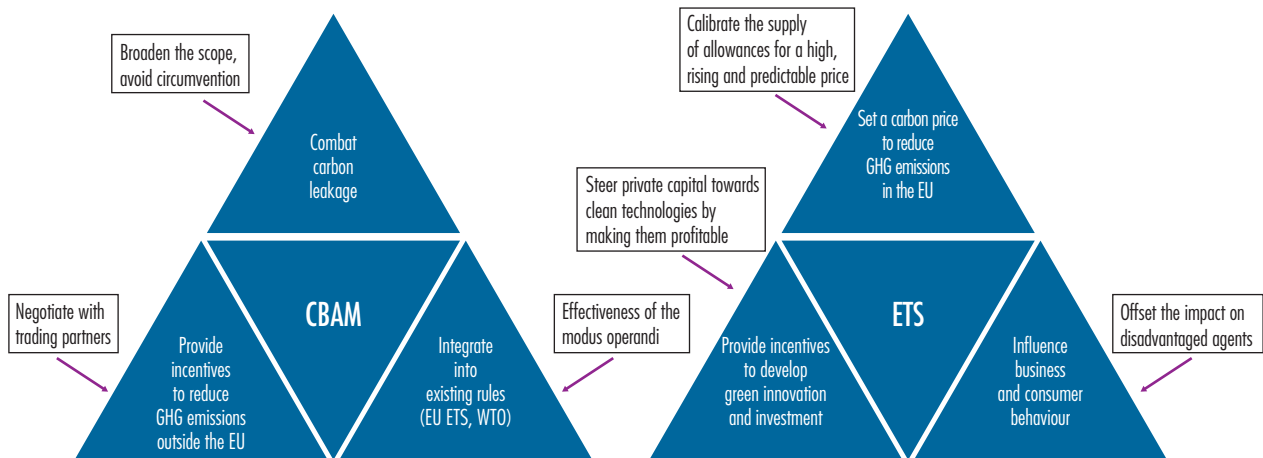 Broaden the scope,
avoid circumvention
Combat
carbon
leakage
Negotiate with
trading partners
CBAM
Effectiveness of the
modus operandi
Provide
incentives
to reduce
GHG emissions
outside the EU
Integrate
into
existing rules
(EU ETS, WTO)
Calibrate the supply
of allowances for a high,
rising and predictable price
Set a carbon price
to reduce
GHG emissions
in the EU
Steer private capital towards
clean technologies by
making them profitable
ETS
Offset the impact on
disadvantaged agents
Provide incentives
to develop
green innovation
and investment
Influence
business
and consumer
behaviour